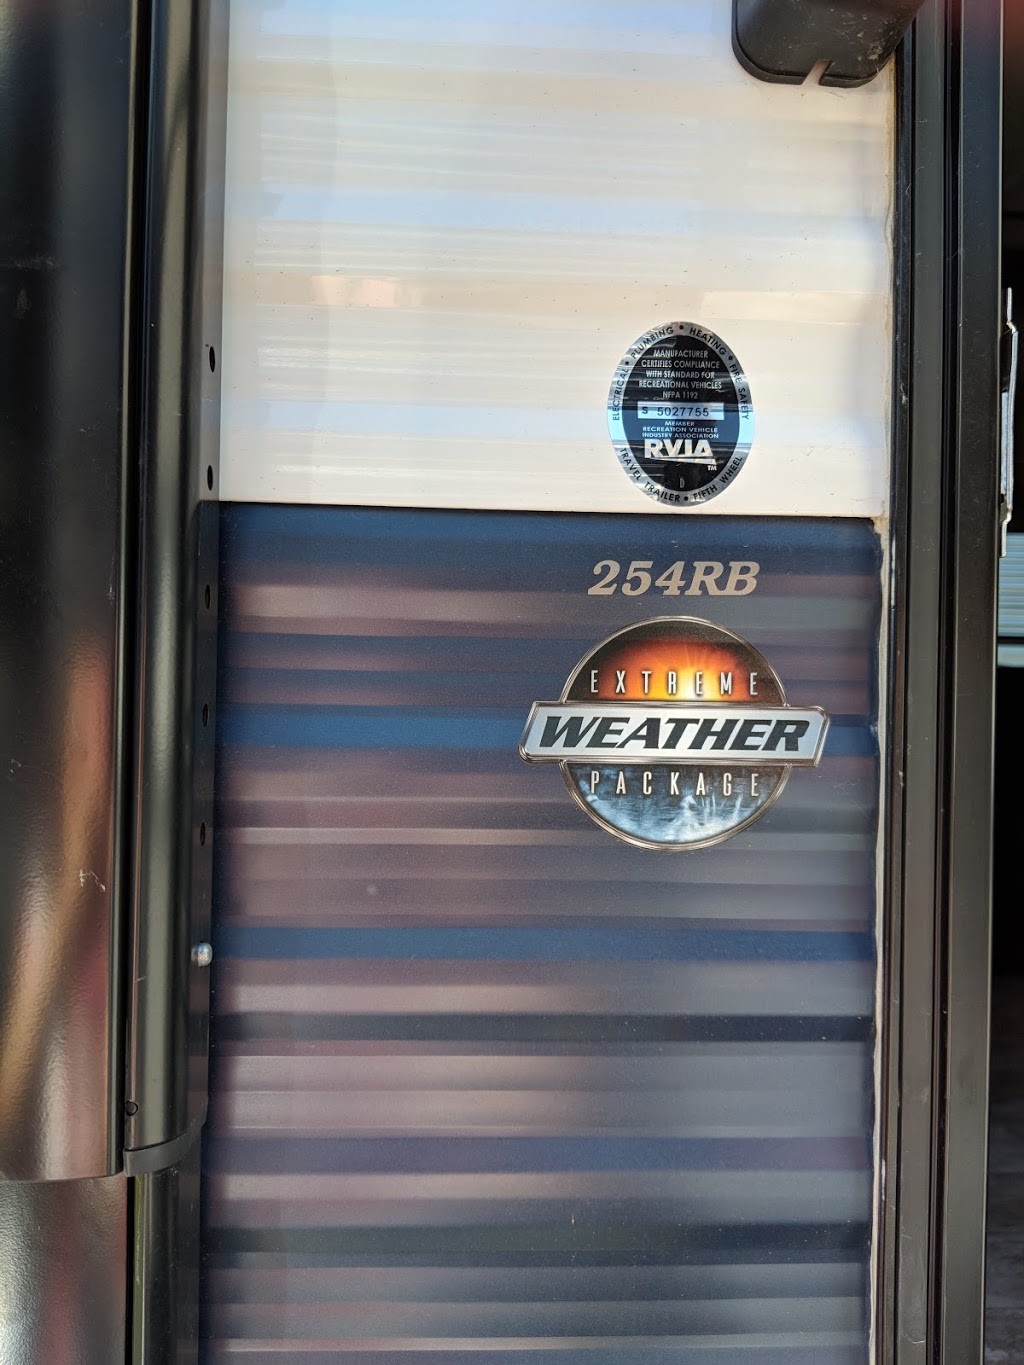 ELECTRICAL • PLUMBING • HEATING • FIRE SAFETY
MANUFACTURER
CERTIFIES COMPLIANCE
WITH STANDARD FOR
RECREATIONAL VEHICLES
NFPA 1192
S 5027755
MEMBER
RECREATION VEHICLE
INDUSTRY ASSOCIATION
RVIA
TM
D
TRAVEL TRAILER • FIFTH WHEEL
254RB
EXTREME
WEATHER
PACKAGE